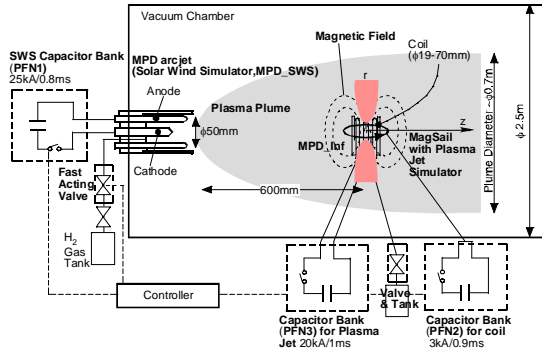 Vacuum Chamber
SWS Capacitor Bank
(PFN1)
25kA/0.8ms
MPD arcjet
(Solar Wind Simulator,MPD_SWS)
Anode
Cathode
Plasma Plume
φ50mm
Magnetic Field
Coil
(φ19-70mm)
r
z
MPD_Inf
MagSail
with Plasma
Jet
Simulator
Plume Diameter ~φ0.7m
φ2.5m
600mm
Fast
Acting
Valve
H2
Gas
Tank
Controller
Valve
& Tank
Capacitor Bank
(PFN3) for Plasma
Jet 20kA/1ms
Capacitor Bank
(PFN2) for coil
3kA/0.9ms